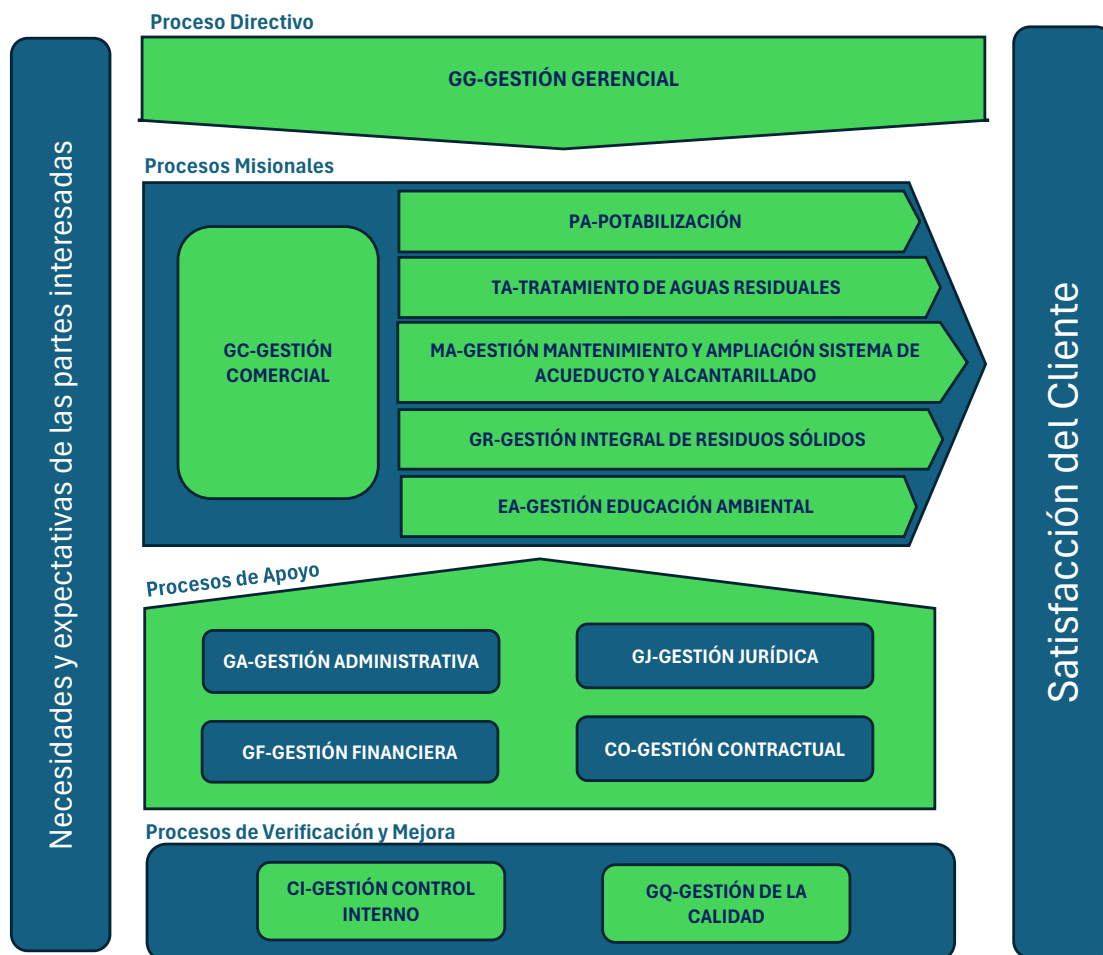 Proceso Directivo
GG-GESTIÓN GERENCIAL
Necesidades y expectativas de las partes interesadas
Procesos Misionales
GC-GESTIÓN
COMERCIAL
PA-POTABILIZACIÓN
TA-TRATAMIENTO DE AGUAS RESIDUALES
MA-GESTIÓN MANTENIMIENTO Y AMPLIACIÓN SISTEMA DE
ACUEDUCTO Y ALCANTARILLADO
GR-GESTIÓN INTEGRAL DE RESIDUOS SÓLIDOS
EA-GESTIÓN EDUCACIÓN AMBIENTAL
Procesos de Apoyo
GA-GESTIÓN ADMINISTRATIVA
GJ-GESTIÓN JURÍDICA
GF-GESTIÓN FINANCIERA
CO-GESTIÓN CONTRACTUAL
Procesos de Verificación y Mejora
CI-GESTIÓN CONTROL
INTERNO
GQ-GESTIÓN DE LA
CALIDAD
Satisfacción del Cliente